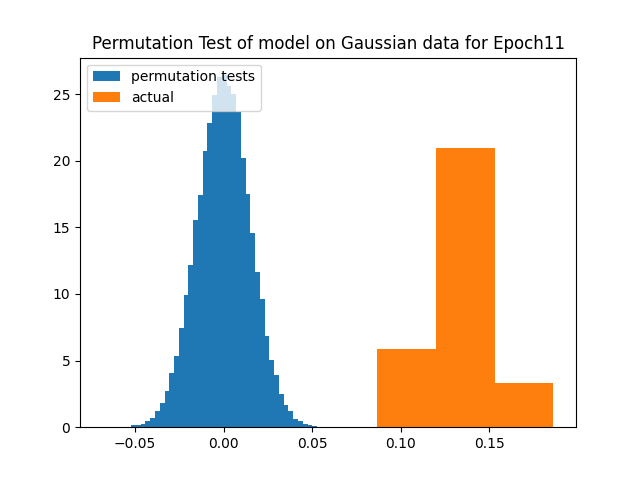 Permutation Test of model on Gaussian data for Epoch11
permutation tests
actual
25
20
15
10
5
0
−0.05 0.00 0.05 0.10 0.15